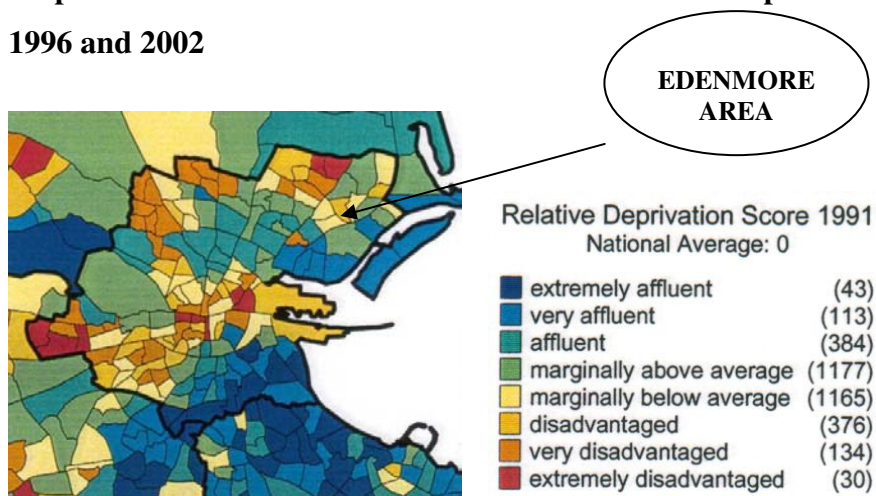 1996 and 2002
EDENMORE
AREA
Relative Deprivation Score 1991
National Average: 0
extremely affluent (43)
very affluent (113)
affluent (384)
marginally above average (1177)
marginally below average (1165)
disadvantaged (376)
very disadvantaged (134)
extremely disadvantaged (30)